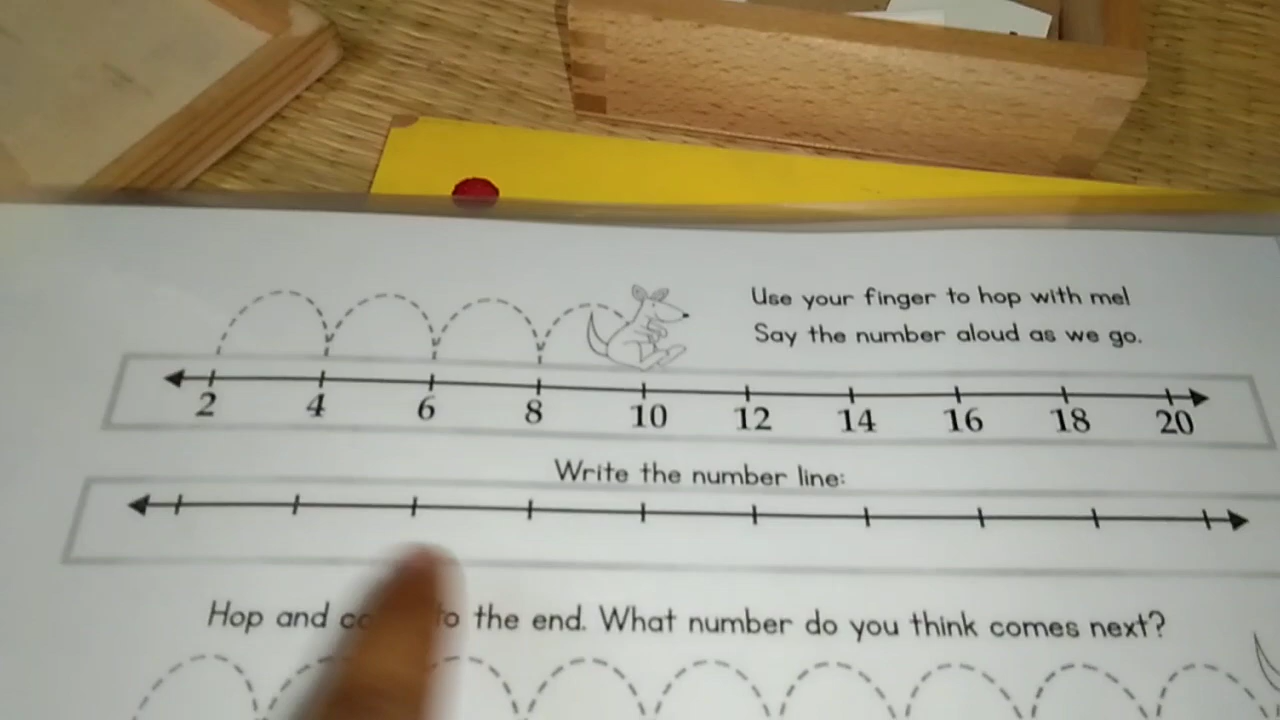 Use your finger to hop with me!
Say the number aloud as we go.
2 4 6 8 10 12 14 16 18 20
Write the number line:
Hop and to the end. What number do you think comes next?